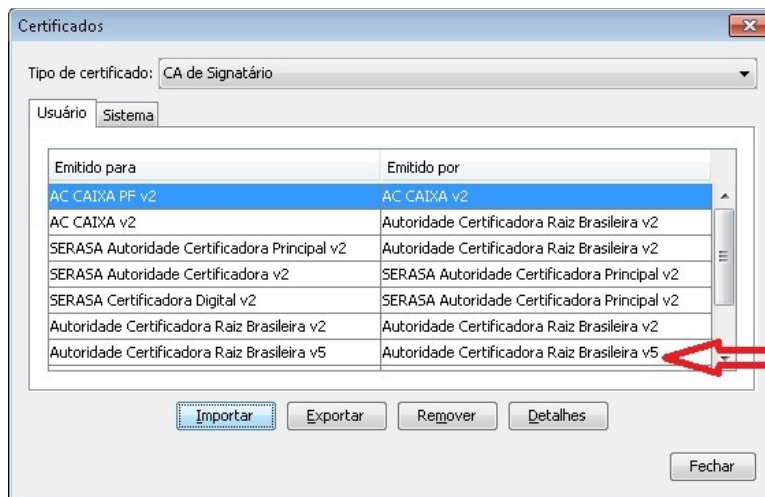 Certificados
Tipo de certificado: CA de Signatário
Usuário Sistema
Emitido para Emitido por
AC CAIXA PF v2 AC CAIXA v2
AC CAIXA v2 Autoridade Certificadora Raiz Brasileira v2
SERASA Autoridade Certificadora Principal v2 Autoridade Certificadora Raiz Brasileira v2
SERASA Autoridade Certificadora v2 SERASA Autoridade Certificadora Principal v2
SERASA Certificadora Digital v2 SERASA Autoridade Certificadora Principal v2
Autoridade Certificadora Raiz Brasileira v2 Autoridade Certificadora Raiz Brasileira v2
Autoridade Certificadora Raiz Brasileira v5 Autoridade Certificadora Raiz Brasileira v5
Importar Exportar Remover Detalhes
Fechar